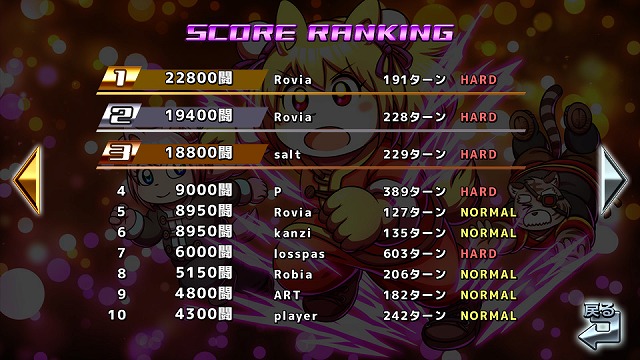 SCORE RANKING
1 22800闘 Rovia 191ターン HARD
2 19400闘 Rovia 228ターン HARD
3 18800闘 salt 229ターン HARD
4 9000闘 P 389ターン HARD
5 8950闘 Rovia 127ターン NORMAL
6 8950闘 kanzi 135ターン NORMAL
7 6000闘 losspas 603ターン HARD
8 5150闘 Robia 206ターン NORMAL
9 4800闘 ART 182ターン NORMAL
10 4300闘 player 242ターン NORMAL
戻る